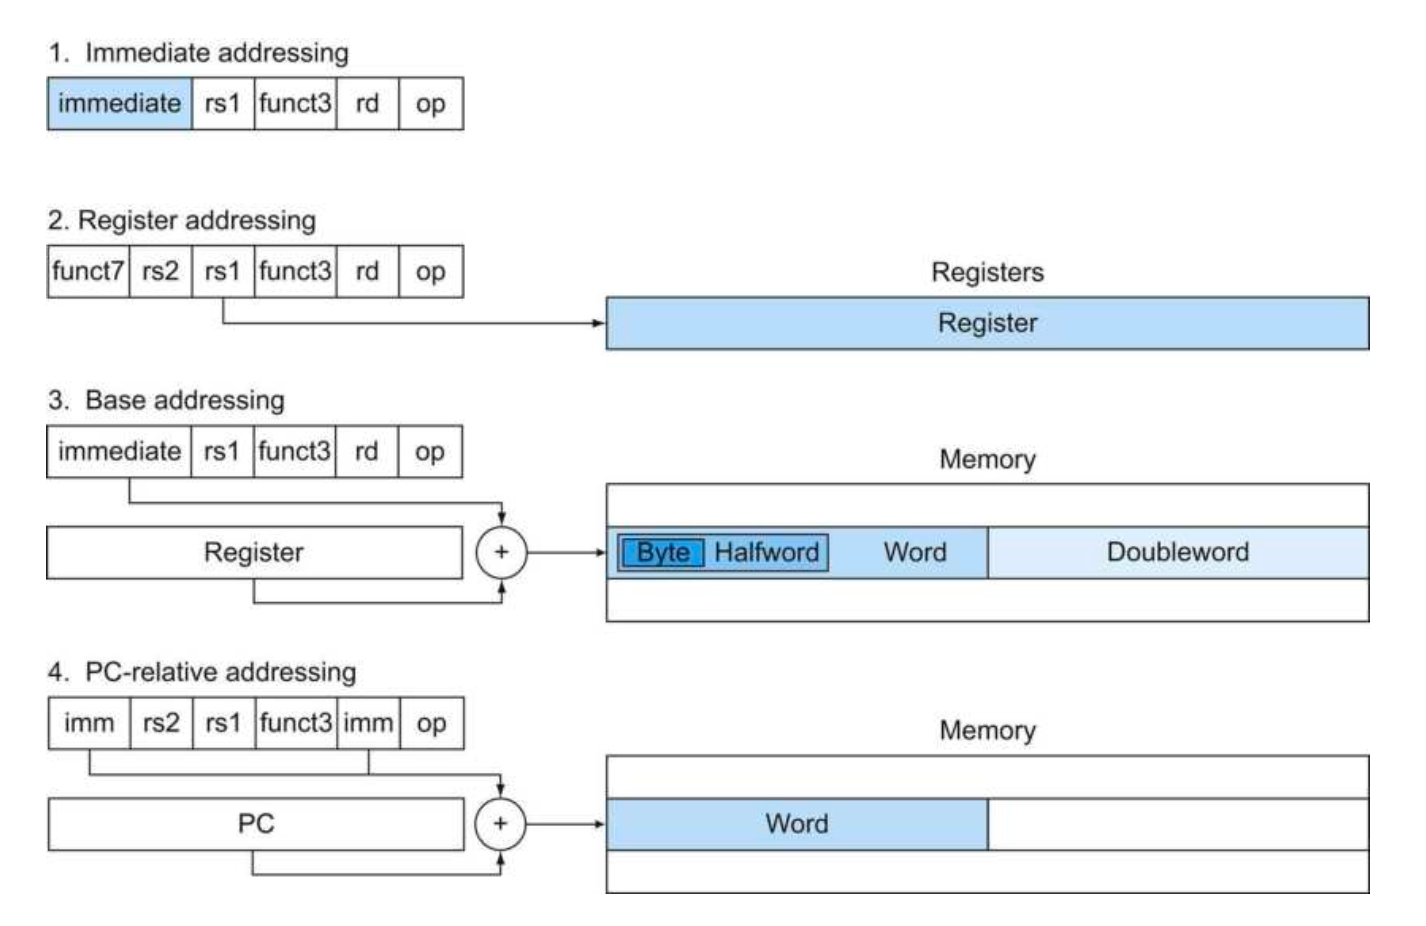 1. Immediate addressing
immediate rs1 funct3 rd op
2. Register addressing
funct7 rs2 rs1 funct3 rd op
Registers
Register
3. Base addressing
immediate rs1 funct3 rd op
Memory
Register + Byte Halfword Word Doubleword
4. PC-relative addressing
imm rs2 rs1 funct3 imm op
Memory
PC + Word